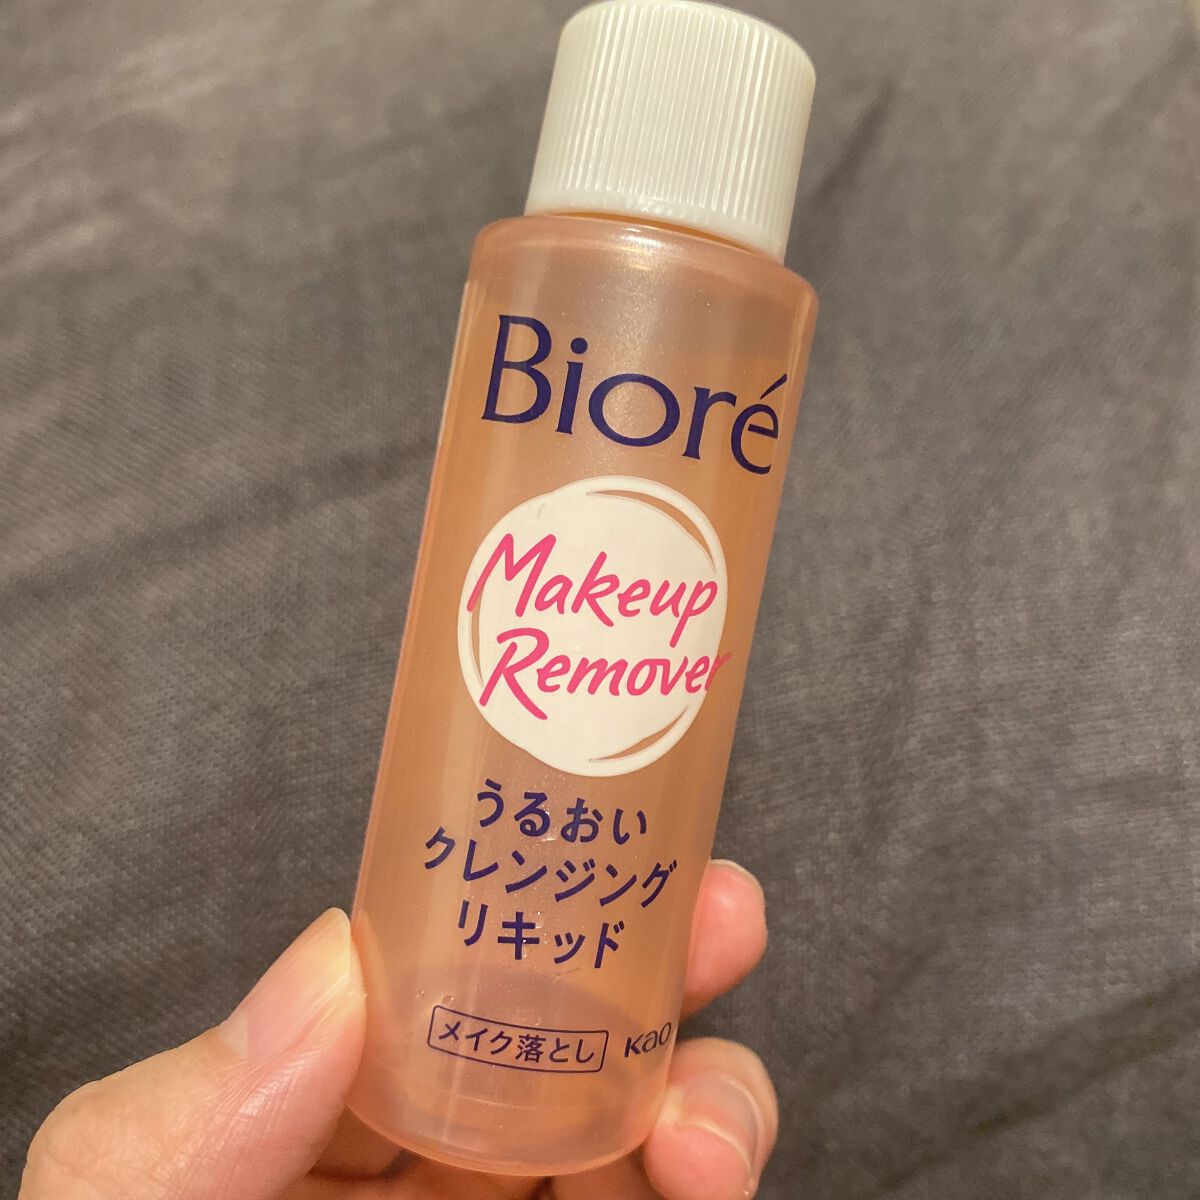 Bioré
Makeup
Remover
うるおい
クレンジング
リキッド
メイク落とし
Kao